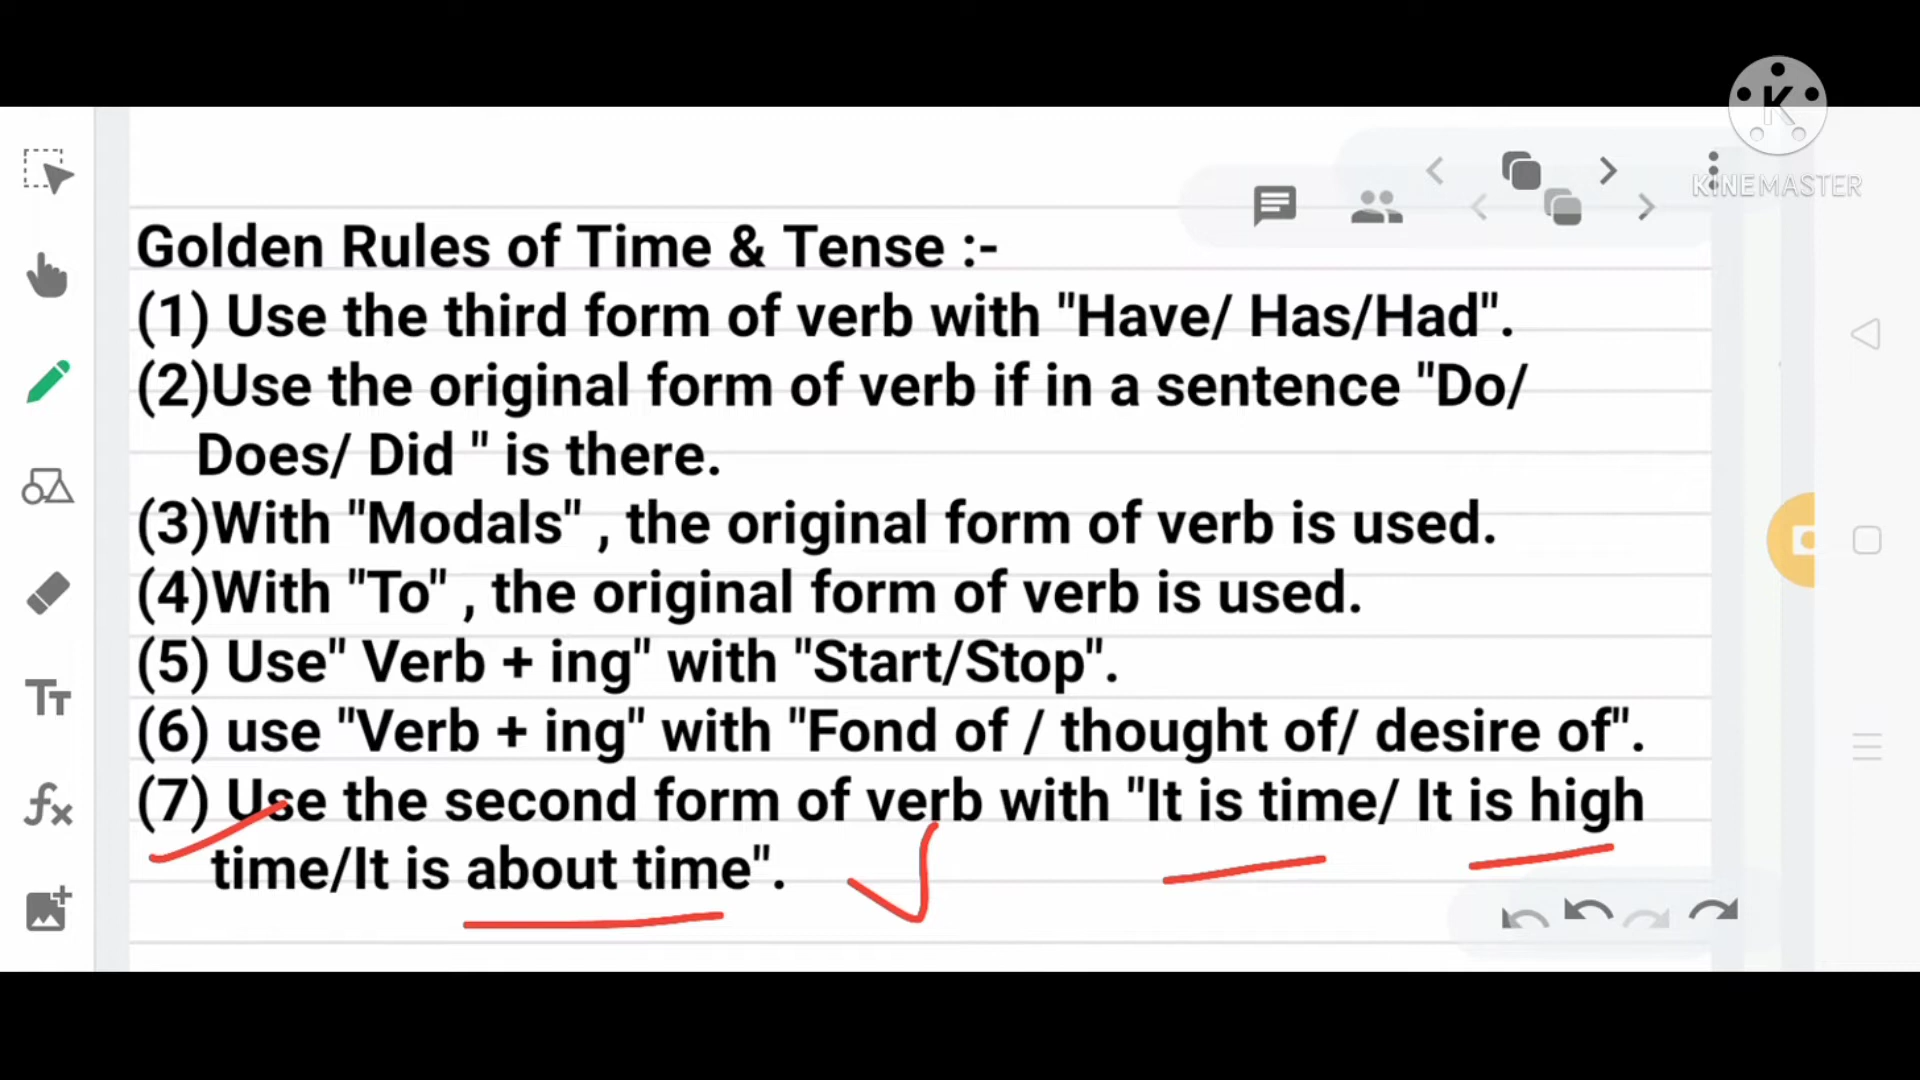 KINEMASTER
Golden Rules of Time & Tense :-
(1) Use the third form of verb with "Have/ Has/Had".
(2)Use the original form of verb if in a sentence "Do/
Does/ Did " is there.
(3)With "Modals" , the original form of verb is used.
(4)With "To" , the original form of verb is used.
(5) Use" Verb + ing" with "Start/Stop".
(6) use "Verb + ing" with "Fond of / thought of/ desire of".
(7) Use the second form of verb with "It is time/ It is high
time/It is about time".